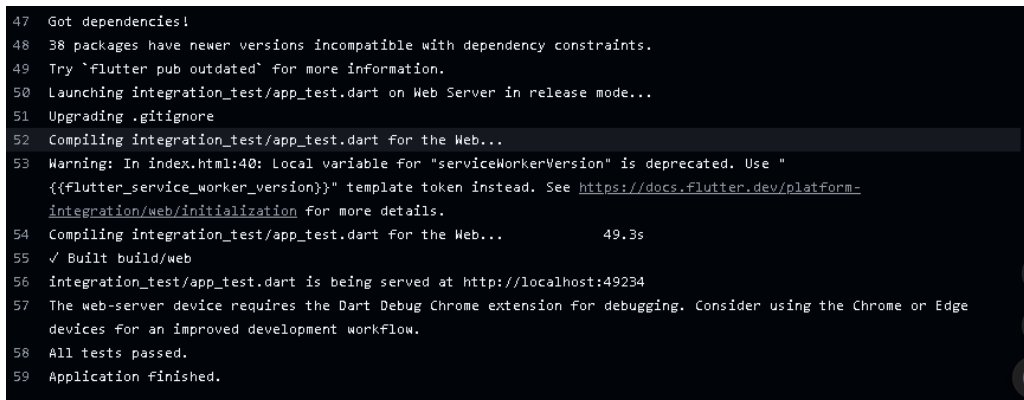 47 Got dependencies!
48 38 packages have newer versions incompatible with dependency constraints.
49 Try `flutter pub outdated` for more information.
50 Launching integration_test/app_test.dart on Web Server in release mode...
51 Upgrading .gitignore
52 Compiling integration_test/app_test.dart for the Web...
53 Warning: In index.html:40: Local variable for "serviceWorkerVersion" is deprecated. Use "
{{flutter_service_worker_version}}" template token instead. See https://docs.flutter.dev/platform-
integration/web/initialization for more details.
54 Compiling integration_test/app_test.dart for the Web... 49.3s
55 ✓ Built build/web
56 integration_test/app_test.dart is being served at http://localhost:49234
57 The web-server device requires the Dart Debug Chrome extension for debugging. Consider using the Chrome or Edge
devices for an improved development workflow.
58 All tests passed.
59 Application finished.